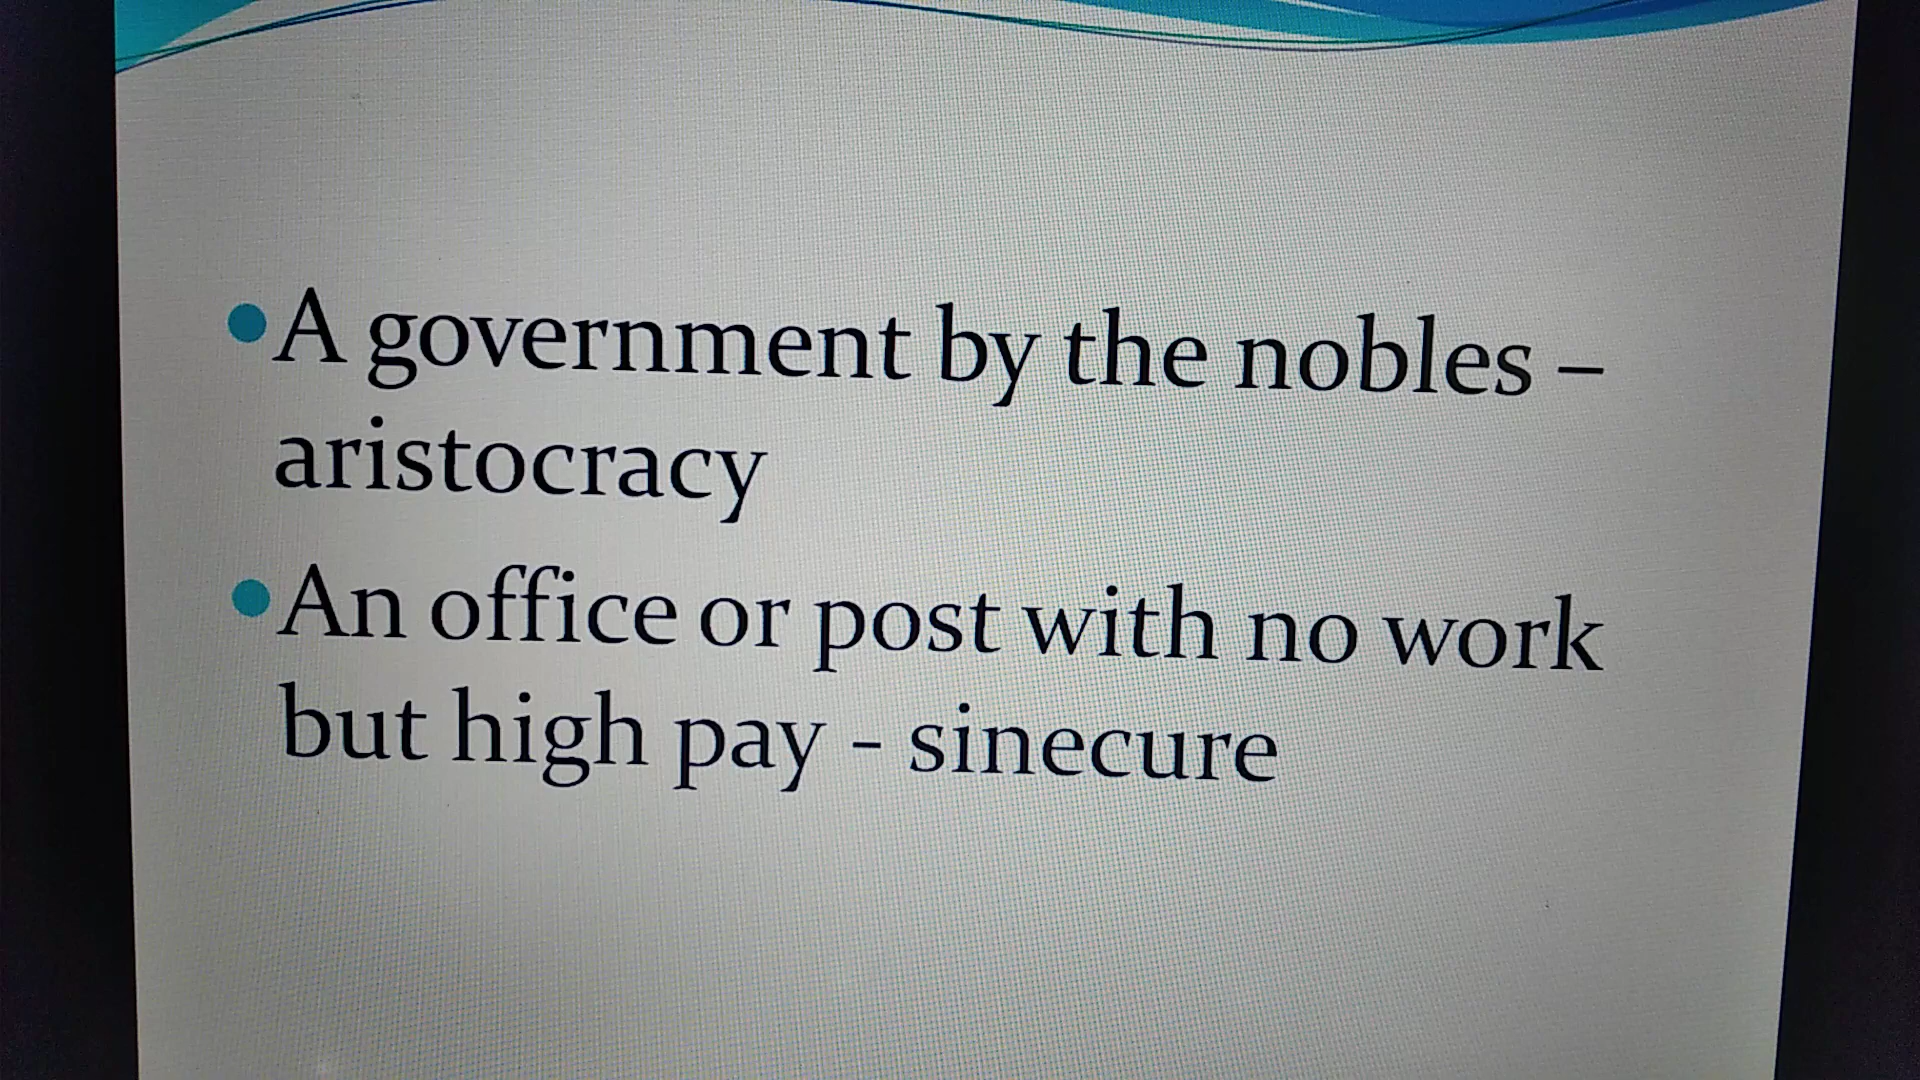 •A government by the nobles –
aristocracy
•An office or post with no work
but high pay - sinecure